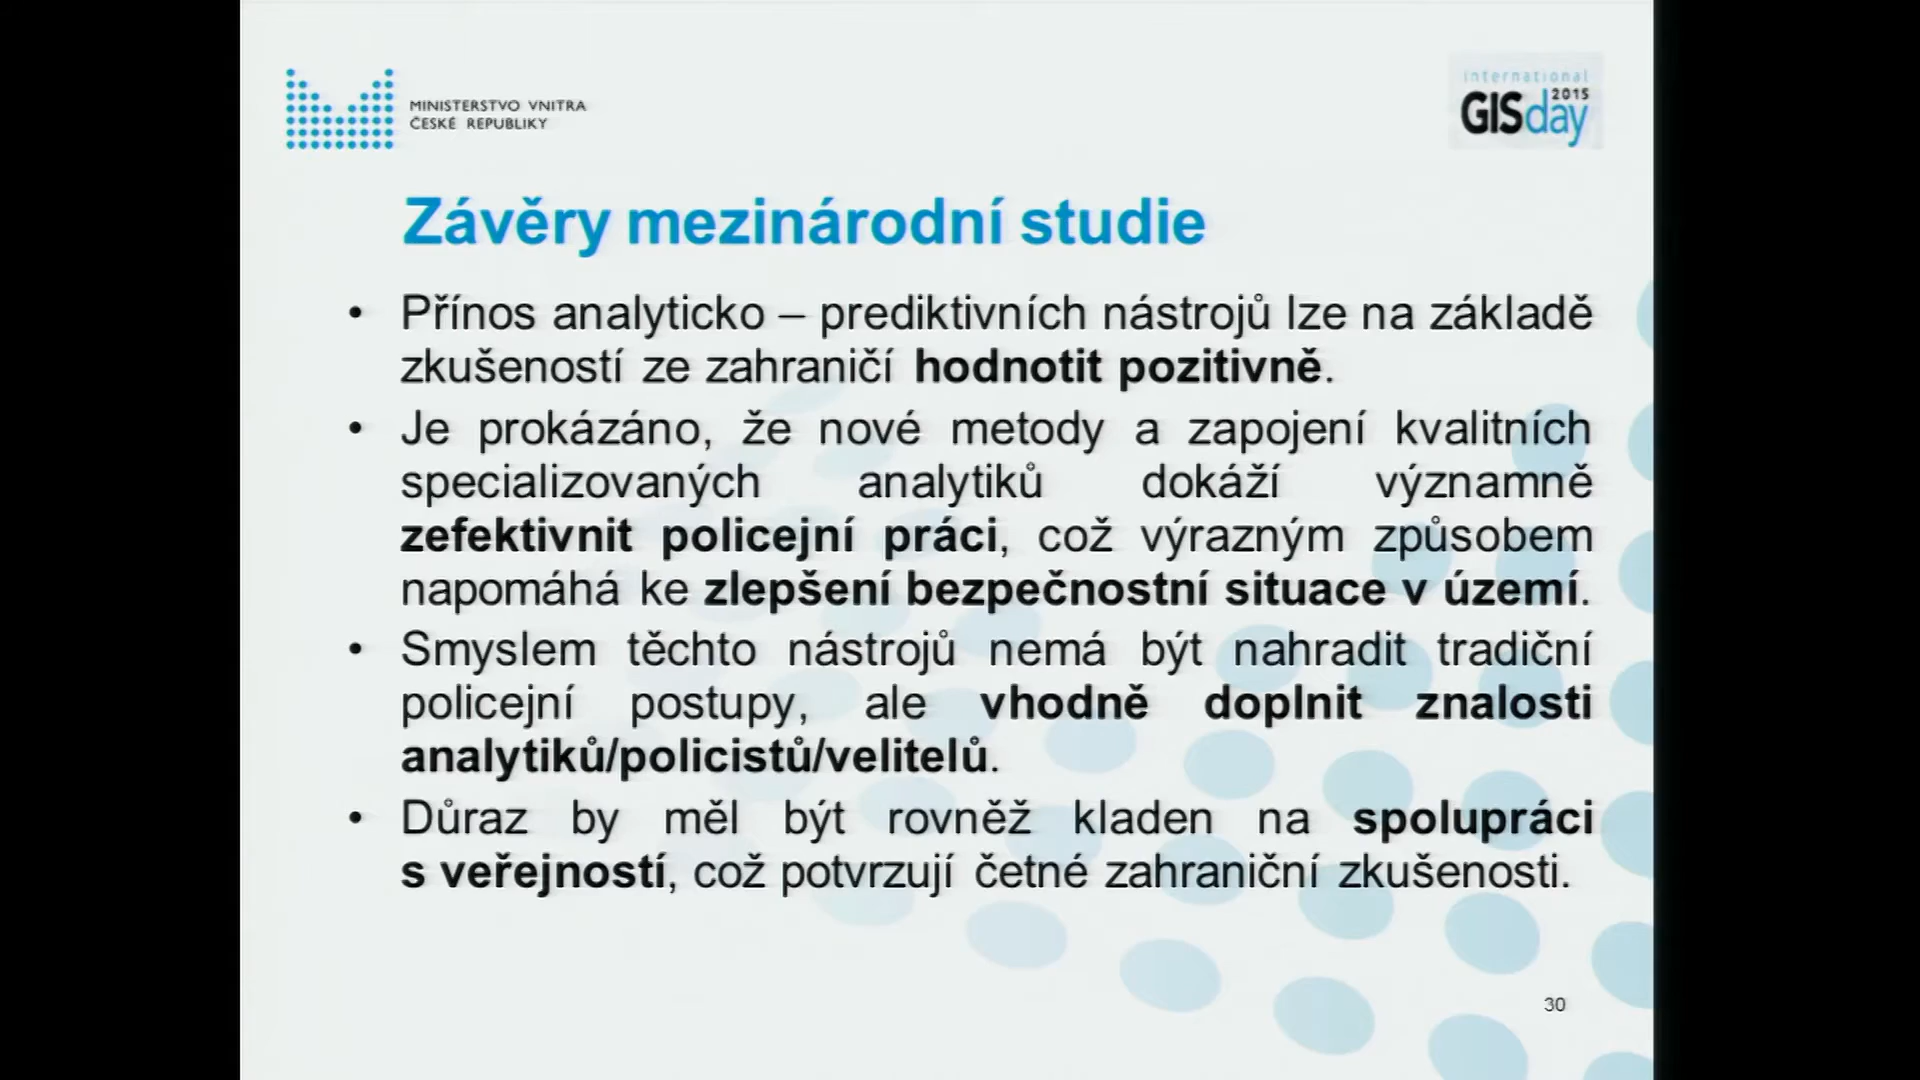 MINISTERSTVO VNITRA
ČESKÉ REPUBLIKY
international
2015
GISday
Závěry mezinárodní studie
• Přínos analyticko – prediktivních nástrojů lze na základě
zkušeností ze zahraničí hodnotit pozitivně.
• Je prokázáno, že nové metody a zapojení kvalitních
specializovaných analytiků dokáží významně
zefektivnit policejní práci, což výrazným způsobem
napomáhá ke zlepšení bezpečnostní situace v území.
• Smyslem těchto nástrojů nemá být nahradit tradiční
policejní postupy, ale vhodně doplnit znalosti
analytiků/policistů/velitelů.
• Důraz by měl být rovněž kladen na spolupráci
s veřejností, což potvrzují četné zahraniční zkušenosti.
30